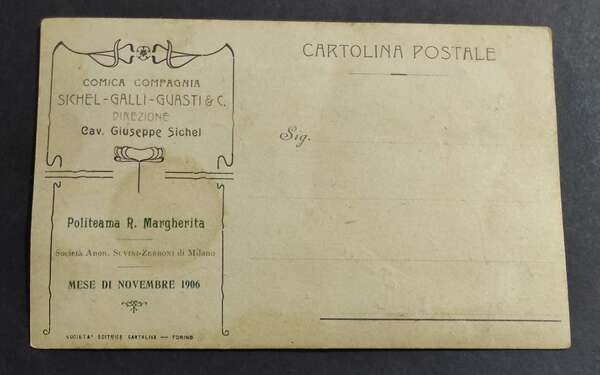 COMICA COMPAGNIA
SICHEL-GALLI-GUASTI & C.
DIREZIONE
Cav. Giuseppe Sichel
Politeama R. Margherita
Società Anon. SUVINI-ZERBONI di Milano
MESE DI NOVEMBRE 1906
SOCIETA' EDITRICE CARTOLINE — TORINO
CARTOLINA POSTALE
Sig.